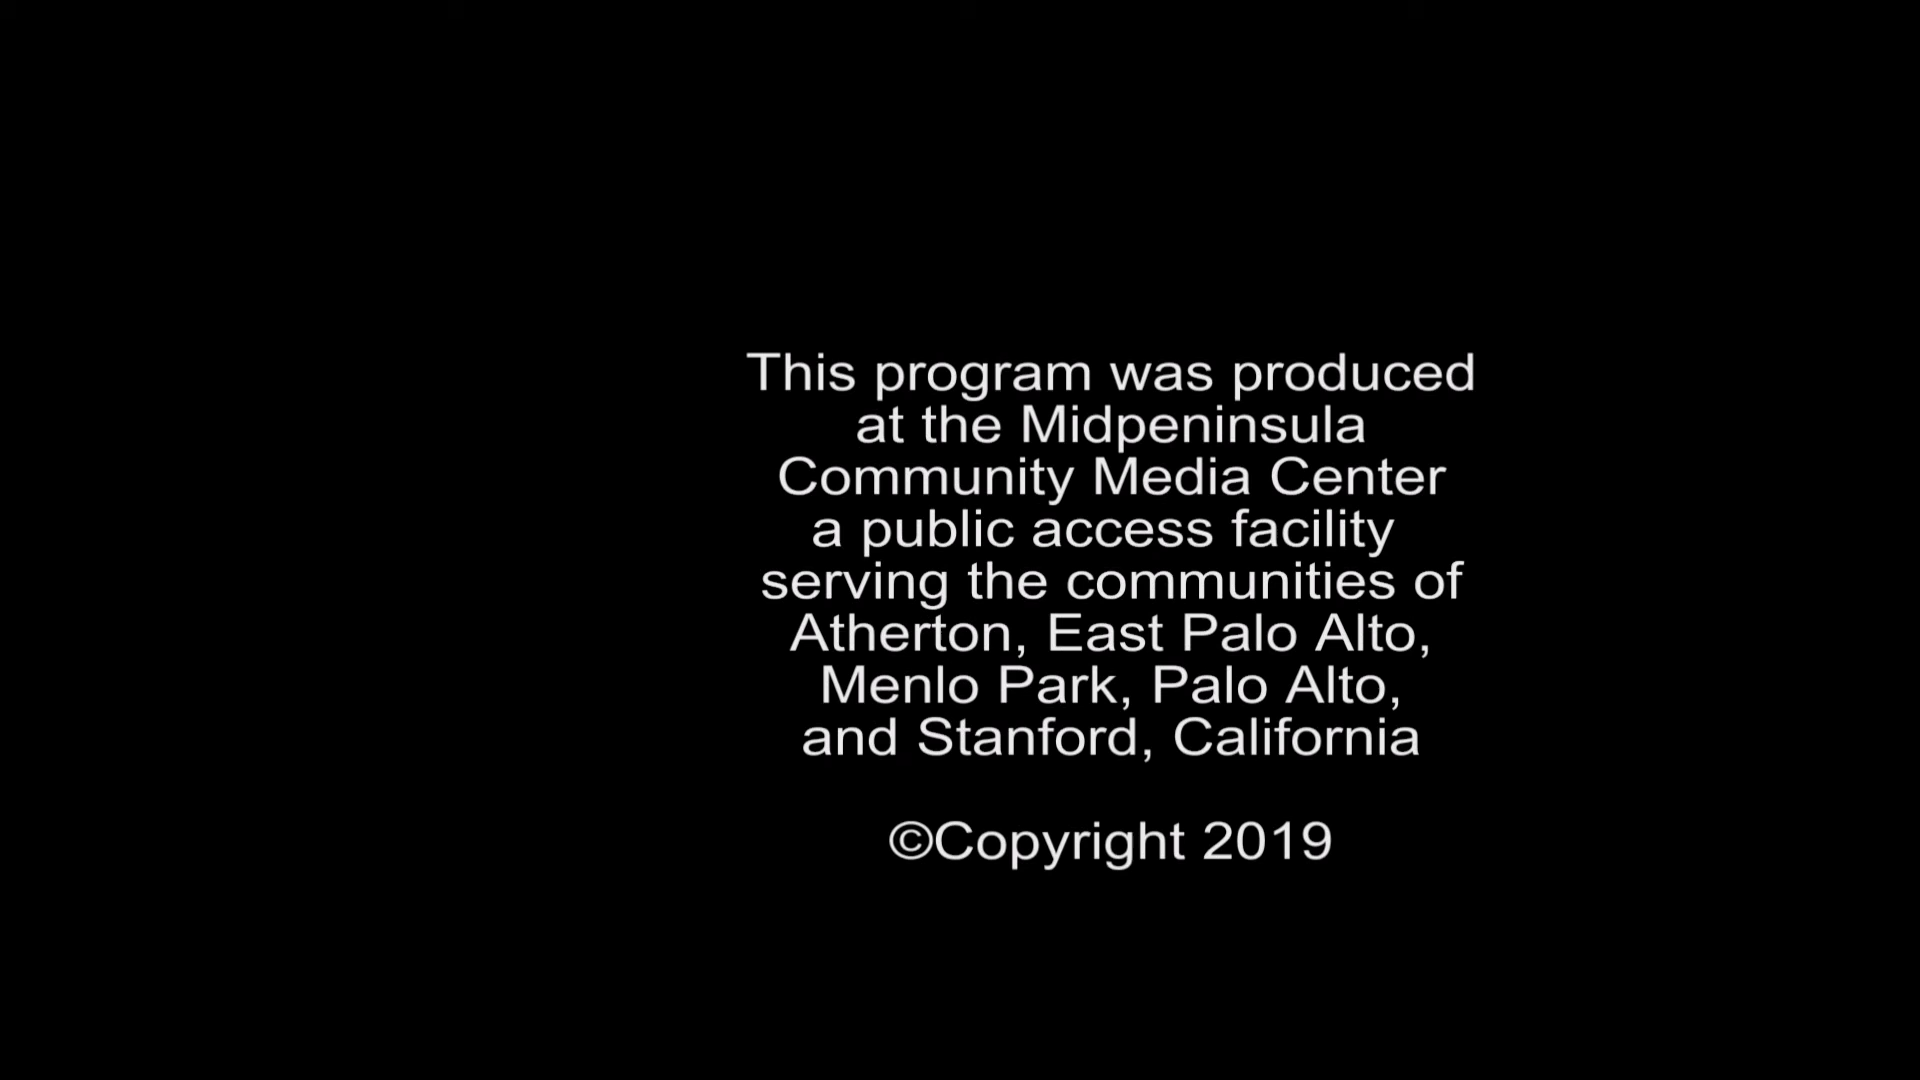 This program was produced
at the Midpeninsula
Community Media Center
a public access facility
serving the communities of
Atherton, East Palo Alto,
Menlo Park, Palo Alto,
and Stanford, California
©Copyright 2019